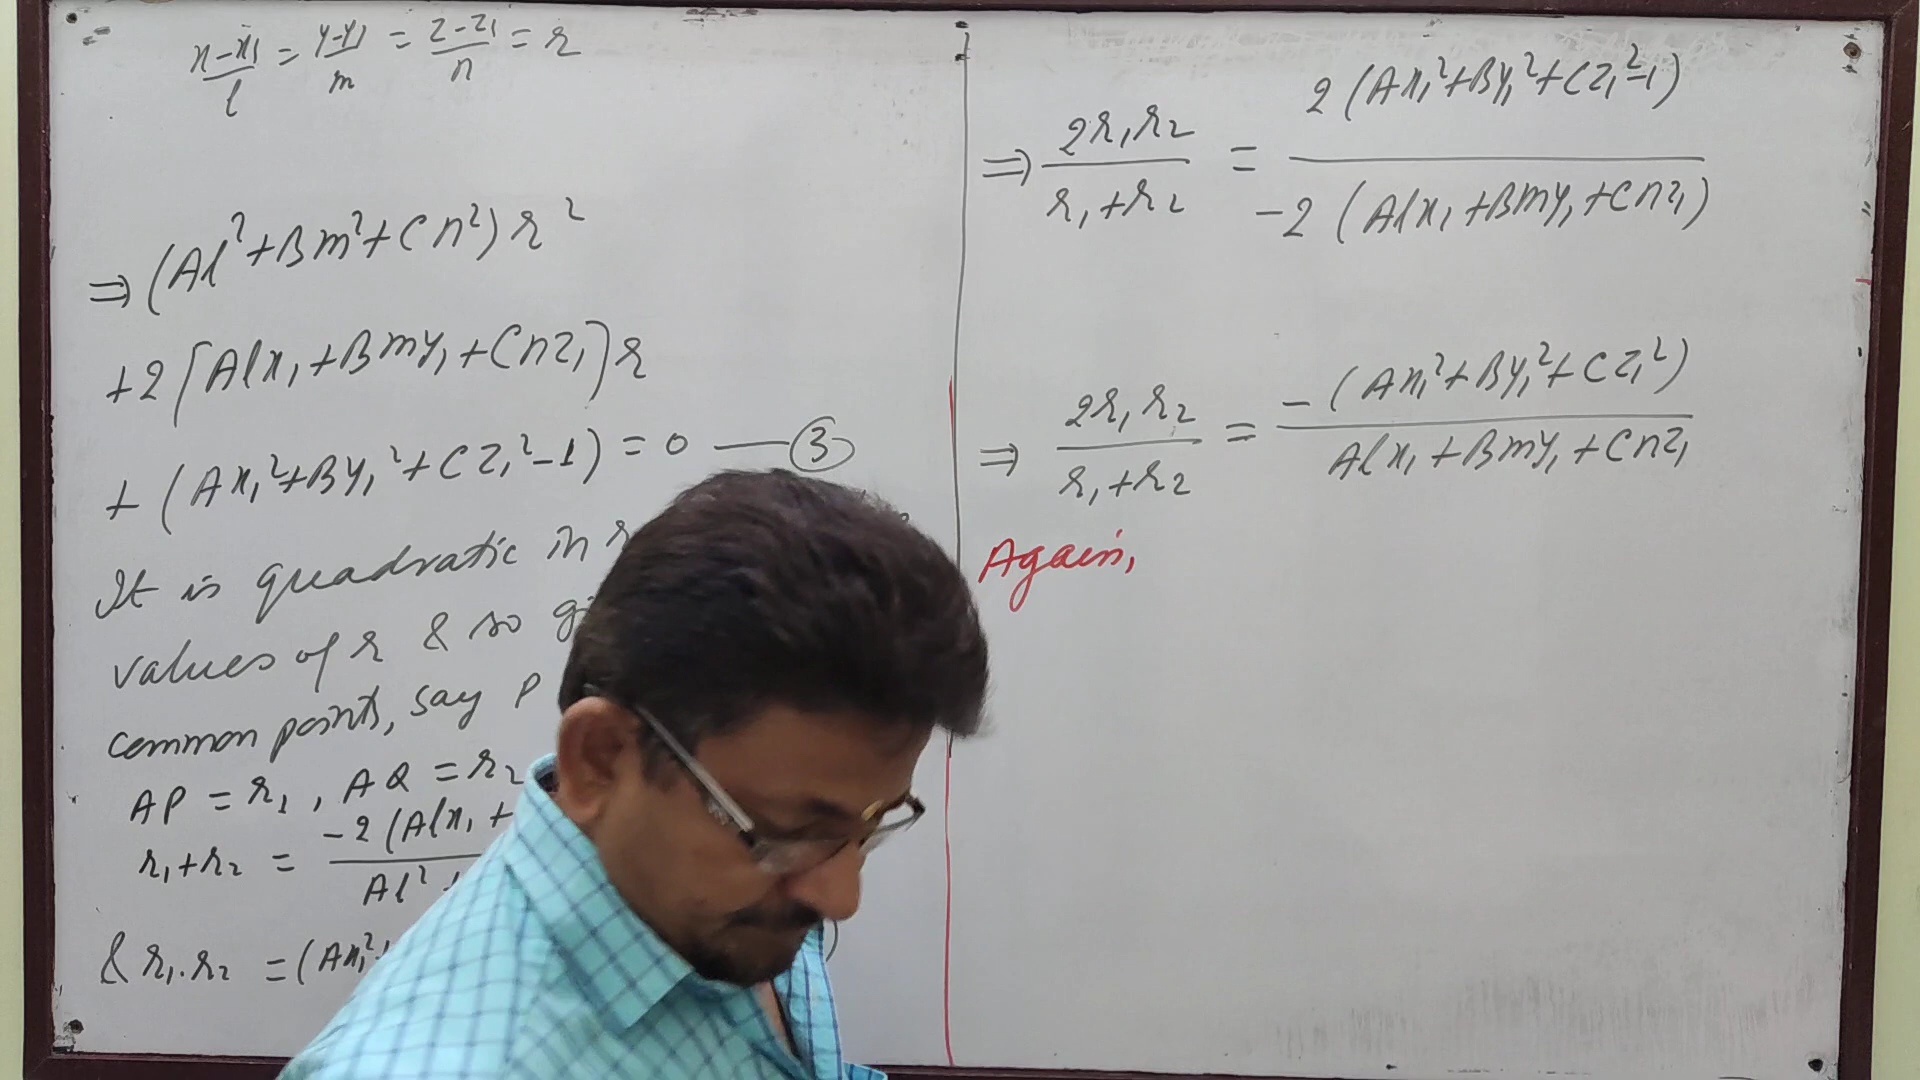 x-x₁/l = y-y₁/m = z-z₁/n = r
⇒ (Al²+Bm²+Cn²) r²
+2[Alx₁+Bmy₁+Cnz₁] r
+ (Ax₁²+By₁²+Cz₁²-1) = 0 — ③
It is quadratic in r
values of r & so
common points, say P
AP = r₁, AQ = r₂
r₁+r₂ = -2(Alx₁+ / Al²
& r₁.r₂ = (Ax₁²
⇒ 2r₁r₂/r₁+r₂ = 2(Ax₁²+By₁²+Cz₁²-1)/-2(Alx₁+Bmy₁+Cnz₁)
⇒ 2r₁r₂/r₁+r₂ = -(Ax₁²+By₁²+Cz₁²)/Alx₁+Bmy₁+Cnz₁
Again,